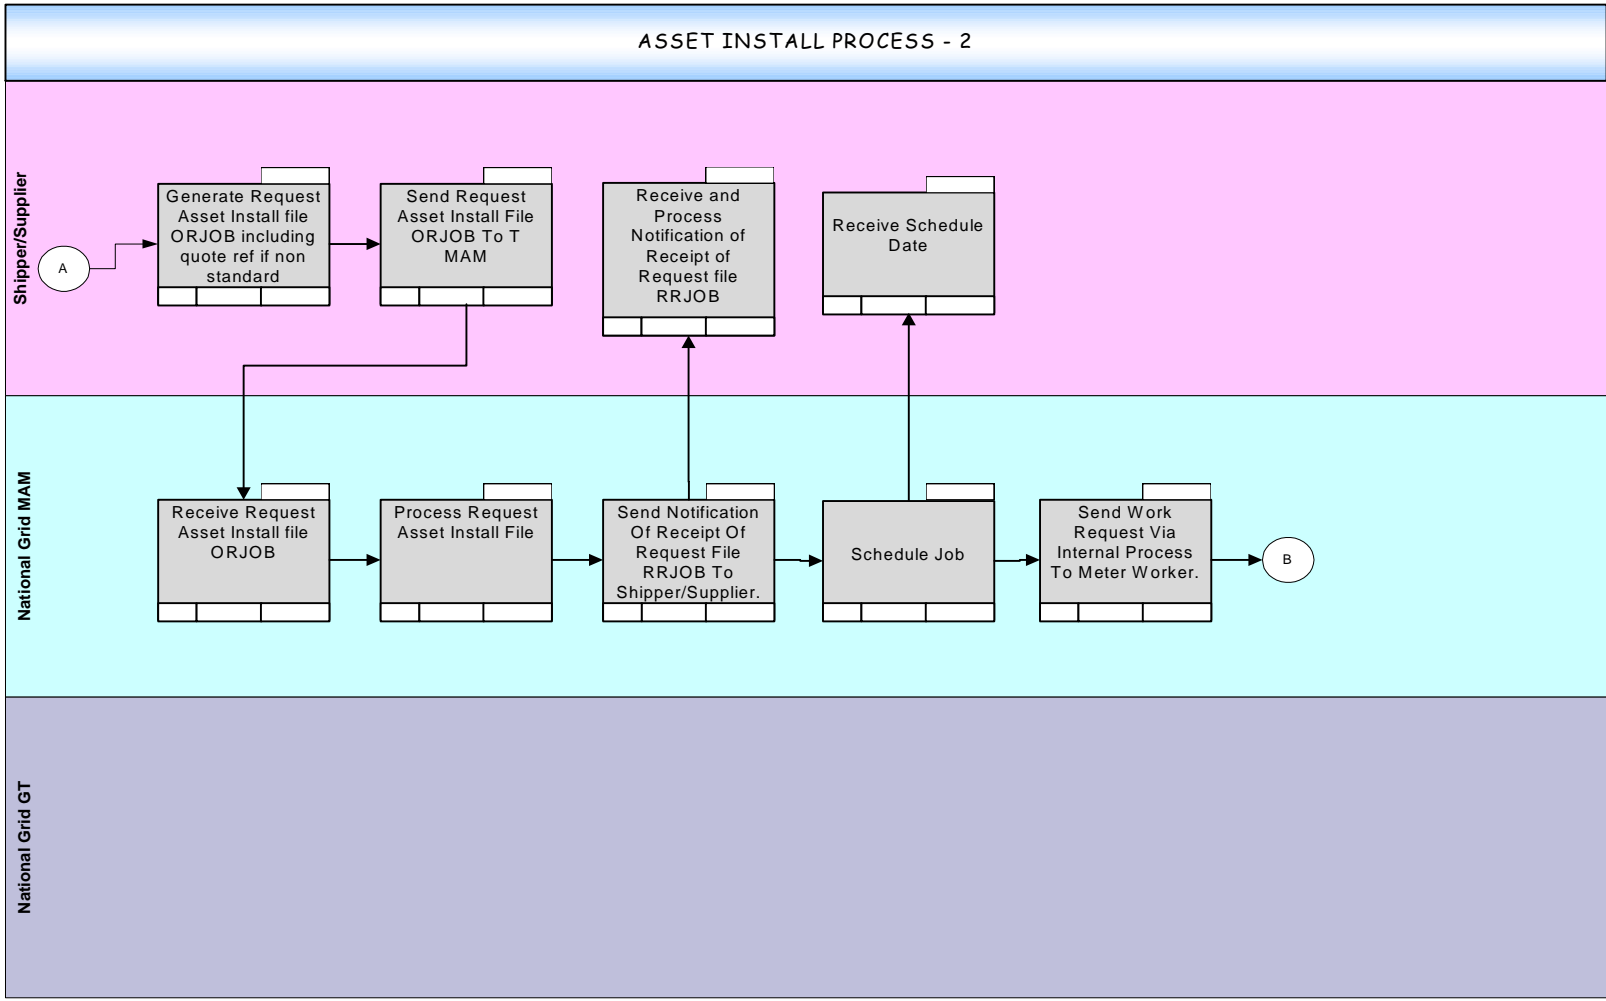 ASSET INSTALL PROCESS - 2
Shipper/Supplier
A
Generate Request
Asset Install file
ORJOB including
quote ref if non
standard
Send Request
Asset Install File
ORJOB To T
MAM
Receive and
Process
Notification of
Receipt of
Request file
RRJOB
Receive Schedule
Date
National Grid MAM
Receive Request
Asset Install file
ORJOB
Process Request
Asset Install File
Send Notification
Of Receipt Of
Request File
RRJOB To
Shipper/Supplier.
Schedule Job
Send Work
Request Via
Internal Process
To Meter Worker.
B
National Grid GT